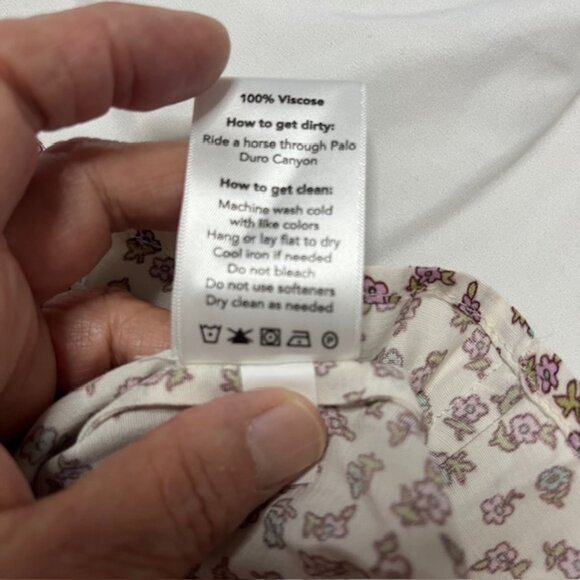 100% Viscose
How to get dirty:
Ride a horse through Palo
Duro Canyon
How to get clean:
Machine wash cold
with like colors
Hang or lay flat to dry
Cool iron if needed
Do not bleach
Do not use softeners
Dry clean as needed
P